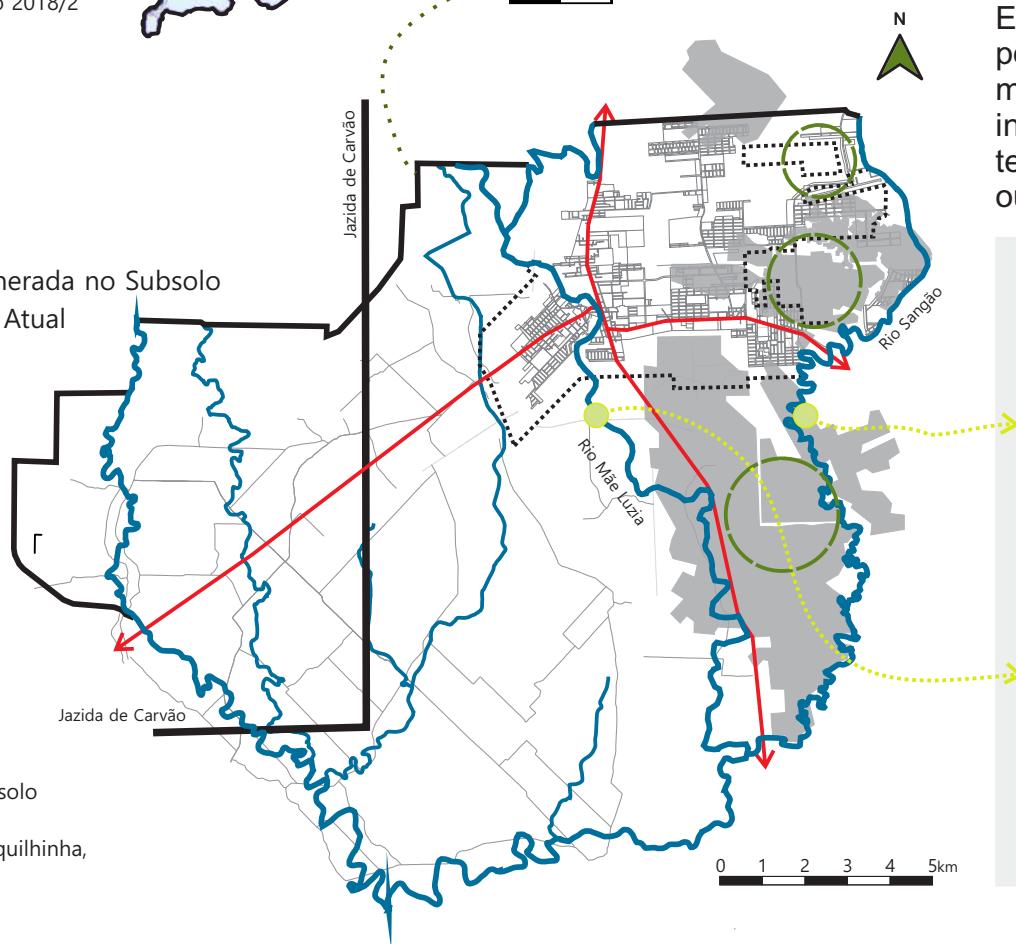 o 2018/2
N
Jazida de Carvão
nerada no Subsolo
Atual
Rio Sangão
Rio Mãe Luzia
Jazida de Carvão
solo
quilhinha,
0 1 2 3 4 5km
E
p
m
in
te
ou